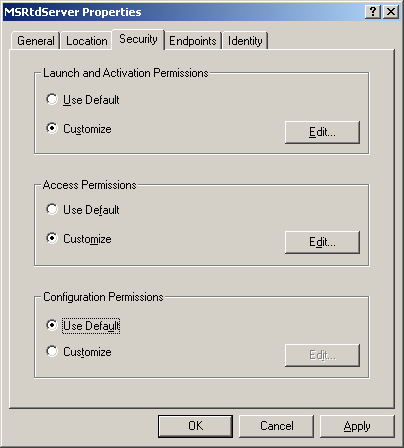 MSRtdServer Properties
General Location Security Endpoints Identity
Launch and Activation Permissions
Use Default
Customize
Edit...
Access Permissions
Use Default
Customize
Edit...
Configuration Permissions
Use Default
Customize
Edit...
OK Cancel Apply